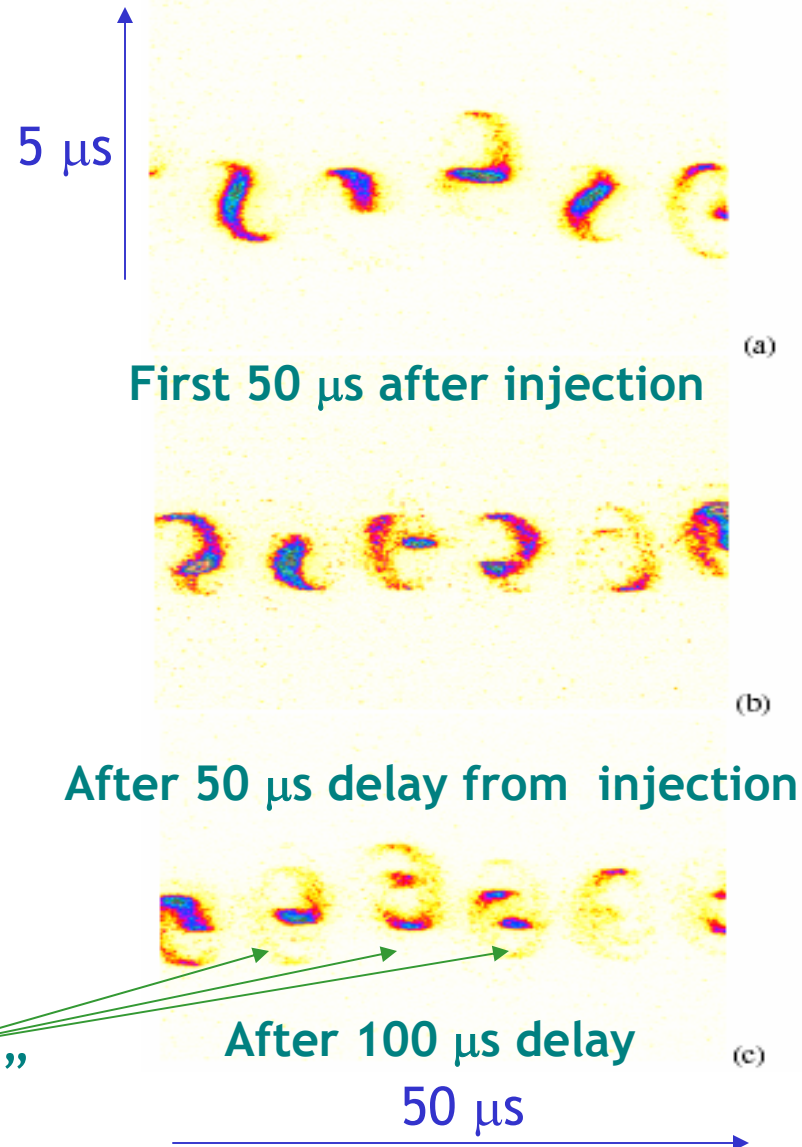 5 μs
(a)
First 50 μs after injection
(b)
After 50 μs delay from injection
”
After 100 μs delay
(c)
50 μs